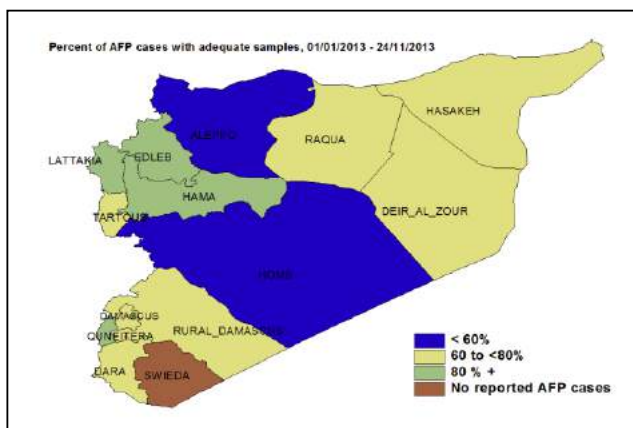 Percent of AFP cases with adequate samples, 01/01/2013 - 24/11/2013
HASAKEH
ALEPPO
RAQUA
EDLEB
LATTAKIA
HAMA
DEIR_AL_ZOUR
TARTOUS
HOMS
DAMASCUS
QUNEITERA
RURAL_DAMASCUS
DARA
SWIEDA
< 60%
60 to <80%
80 % +
No reported AFP cases